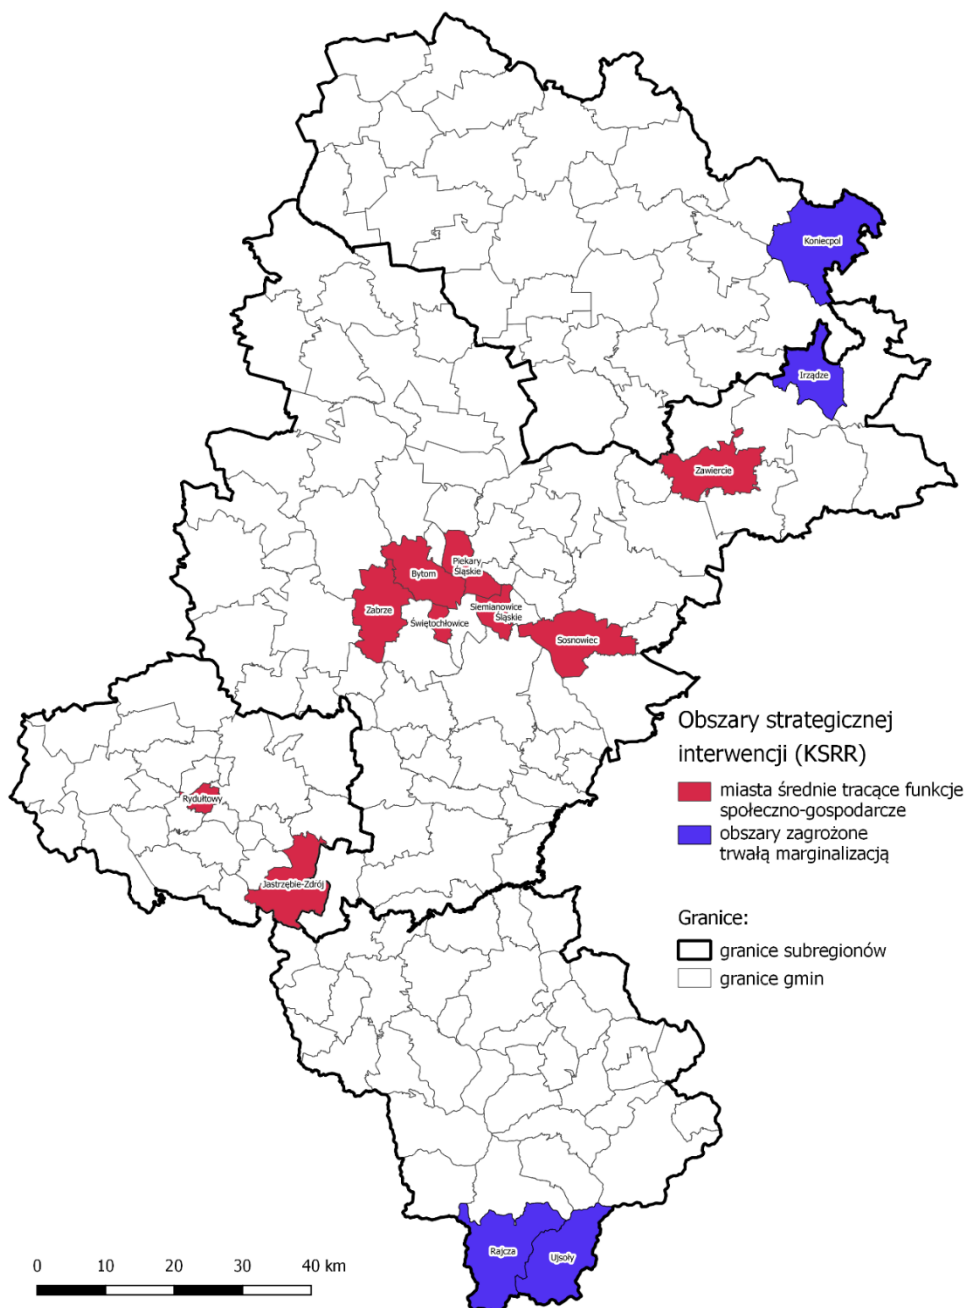 Koniecpol
Irządze
Zawiercie
Piekary
Śląskie
Bytom
Zabrze
Siemianowice
Śląskie
Świętochłowice
Sosnowiec
Obszary strategicznej
interwencji (KSRR)
miasta średnie tracące funkcje
społeczno-gospodarcze
obszary zagrożone
trwałą marginalizacją
Rydułtowy
Jastrzębie-Zdrój
Granice:
granice subregionów
granice gmin
Rajcza
Ujsoły
0 10 20 30 40 km